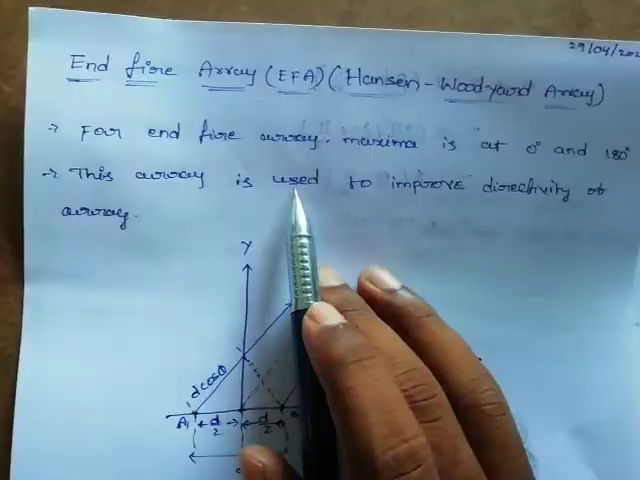 29/04/202
End fire Array (EFA) (Hansen-Woodyard Array)
→ For end fire array. maxima is at 0° and 180°
→ This array is used to improve directivity of
array.
Y
dcosθ
A1 d/2 d/2